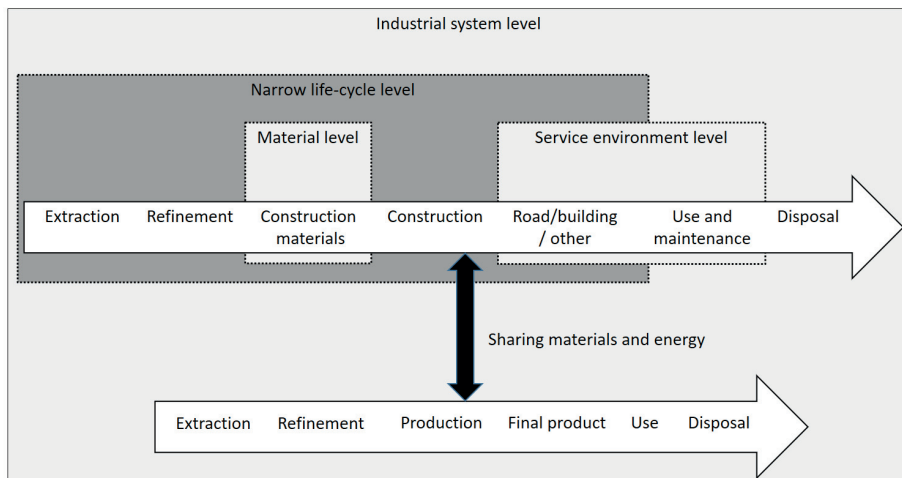 Industrial system level
Narrow life-cycle level
Material level
Service environment level
Extraction
Refinement
Construction
materials
Construction
Road/building
/ other
Use and
maintenance
Disposal
Sharing materials and energy
Extraction
Refinement
Production
Final product
Use
Disposal